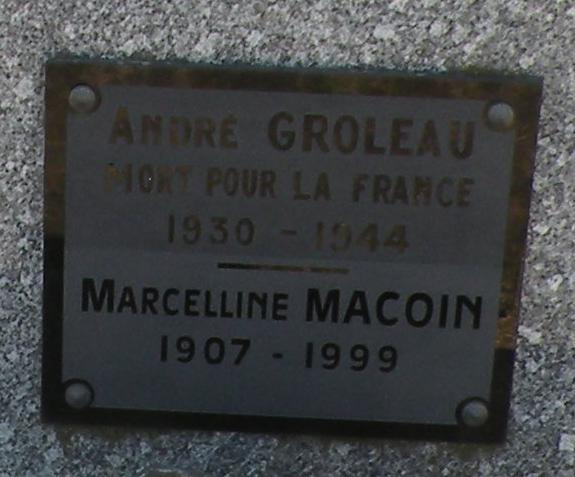 ANDRÉ GROLEAU
MORT POUR LA FRANCE
1930 - 1944
MARCELLINE MACOIN
1907 - 1999